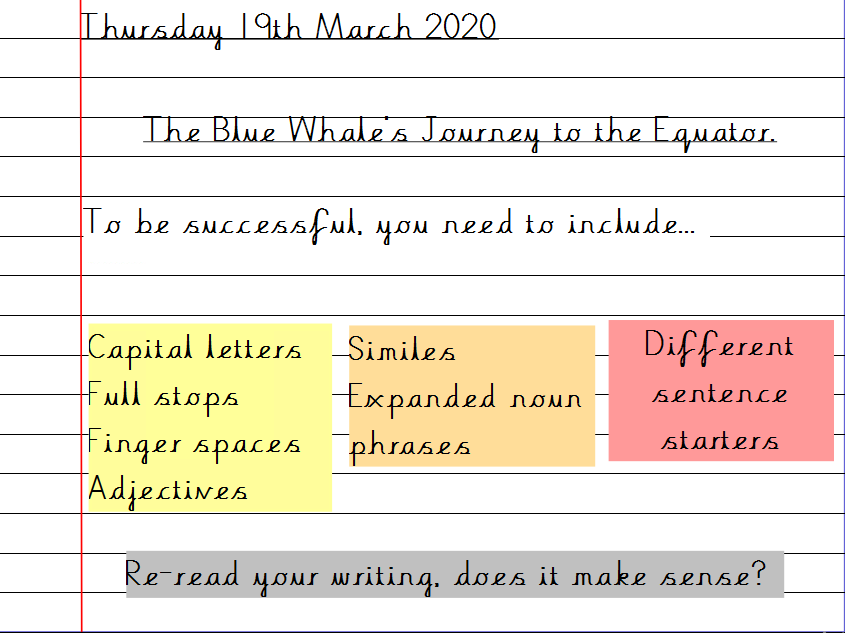 Thursday 19th March 2020
The Blue Whale's Journey to the Equator.
To be successful, you need to include...
Capital letters
Full stops
Finger spaces
Adjectives
Similes
Expanded noun
phrases
Different
sentence
starters
Re-read your writing, does it make sense?